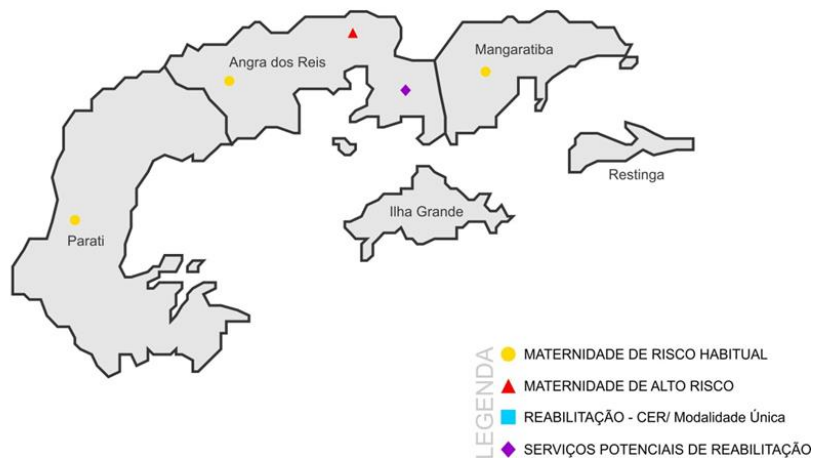 Angra dos Reis
Mangaratiba
Restinga
Ilha Grande
Parati
LEGENDA
MATERNIDADE DE RISCO HABITUAL
MATERNIDADE DE ALTO RISCO
REABILITAÇÃO - CER/ Modalidade Única
SERVIÇOS POTENCIAIS DE REABILITAÇÃO